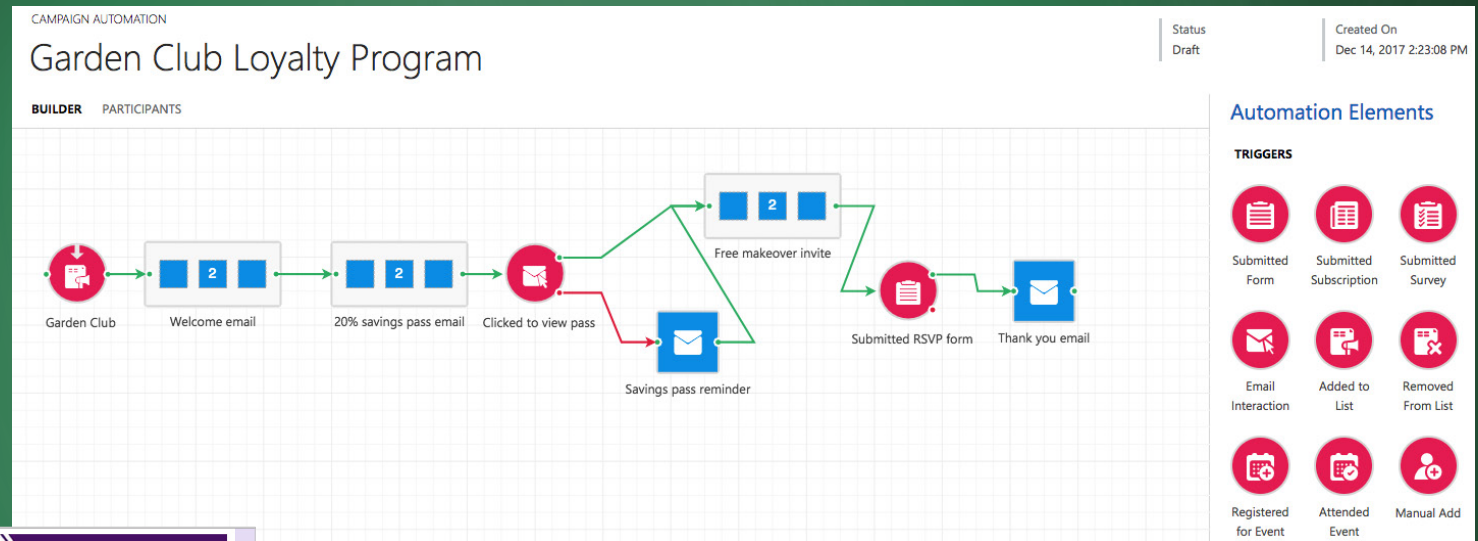 CAMPAIGN AUTOMATION
Garden Club Loyalty Program
Status
Draft
Created On
Dec 14, 2017 2:23:08 PM
BUILDER PARTICIPANTS
Garden Club
2
Welcome email
2
20% savings pass email
Clicked to view pass
2
Free makeover invite
Savings pass reminder
Submitted RSVP form
Thank you email
Automation Elements
TRIGGERS
Submitted
Form
Submitted
Subscription
Submitted
Survey
Email
Interaction
Added to
List
Removed
From List
Registered
for Event
Attended
Event
Manual Add